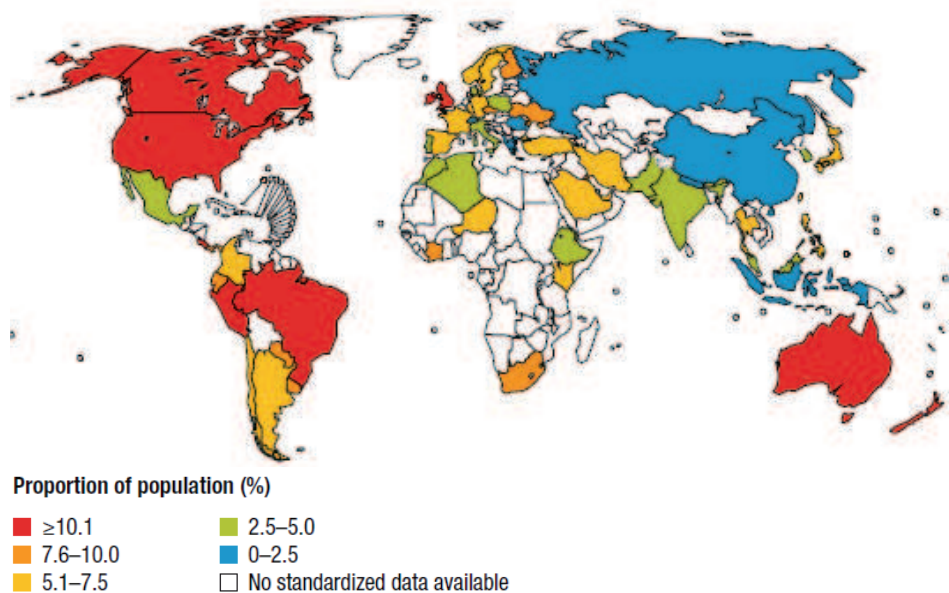 Proportion of population (%)
≥10.1
7.6–10.0
5.1–7.5
2.5–5.0
0–2.5
No standardized data available